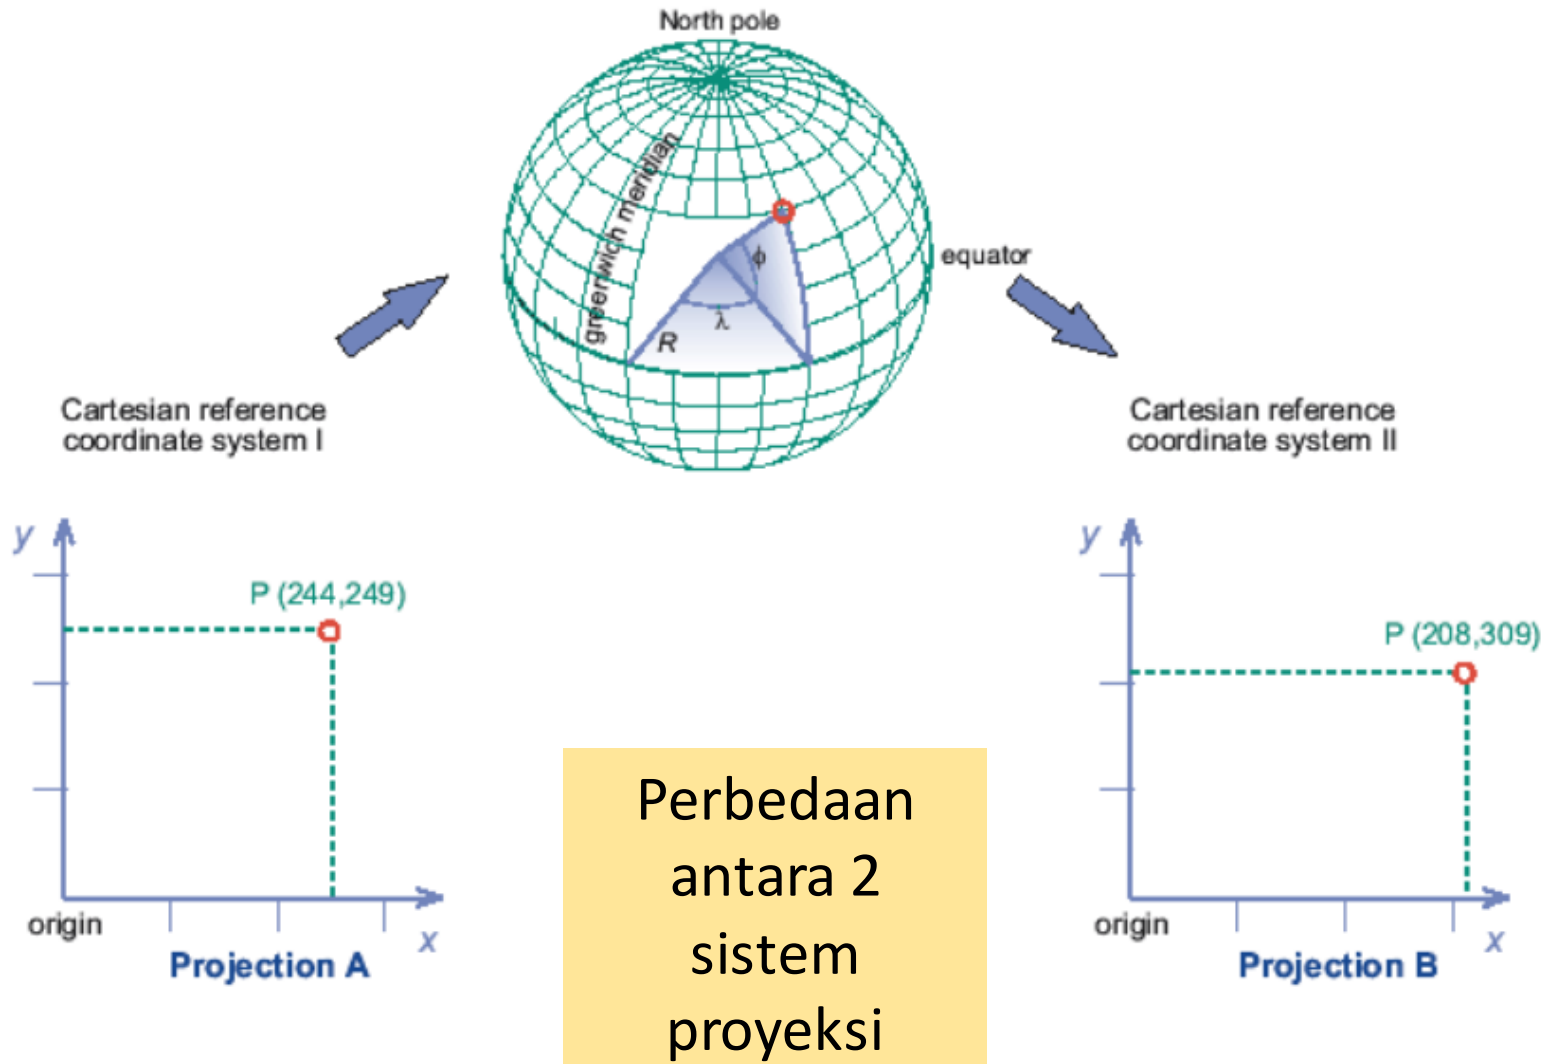 North pole
greenwich meridian
equator
ϕ
λ
R
Cartesian reference
coordinate system I
Cartesian reference
coordinate system II
y
P (244,249)
origin
x
Projection A
y
P (208,309)
origin
x
Projection B
Perbedaan
antara 2
sistem
proyeksi